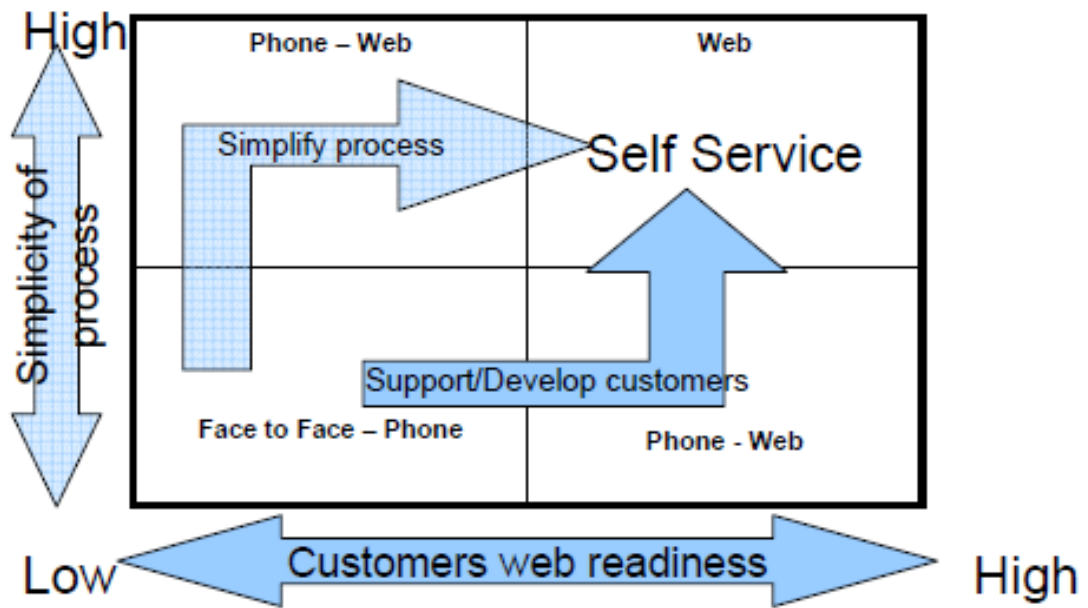 High
Phone – Web
Web
Simplify process
Self Service
Simplicity of
process
Support/Develop customers
Face to Face – Phone
Phone - Web
Low
Customers web readiness
High